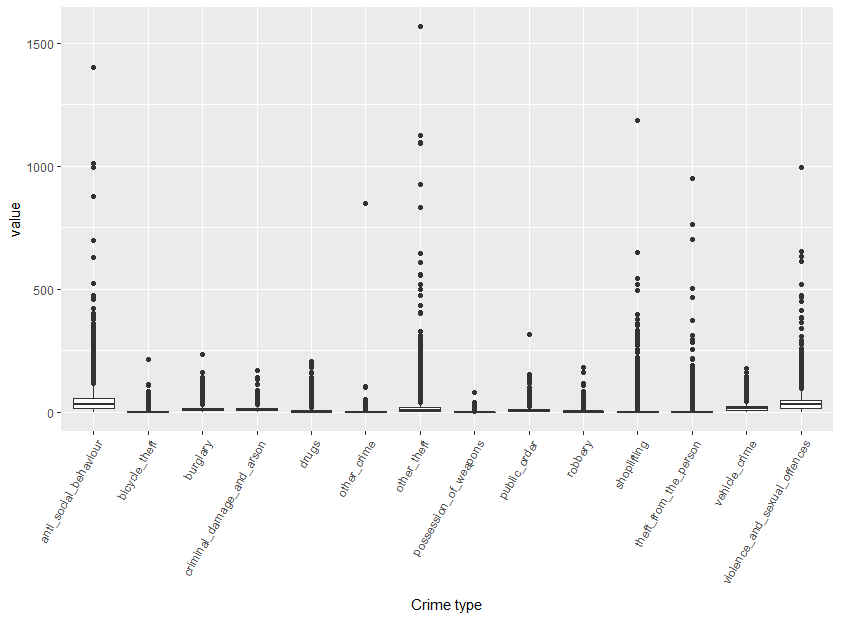 1500
1000
500
0
value
anti_social_behaviour
bicycle_theft
burglary
criminal_damage_and_arson
drugs
other_crime
other_theft
possession_of_weapons
public_order
robbery
shoplifting
theft_from_the_person
vehicle_crime
violence_and_sexual_offences
Crime type